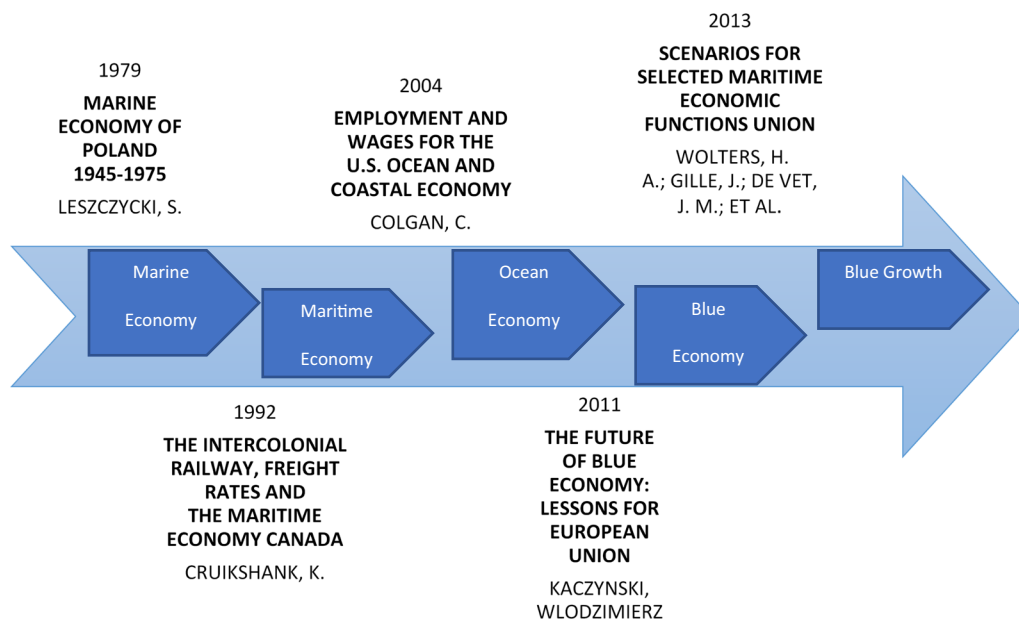 1979
MARINE
ECONOMY OF
POLAND
1945-1975
LESZCZYCKI, S.
2004
EMPLOYMENT AND
WAGES FOR THE
U.S. OCEAN AND
COASTAL ECONOMY
COLGAN, C.
2013
SCENARIOS FOR
SELECTED MARITIME
ECONOMIC
FUNCTIONS UNION
WOLTERS, H.
A.; GILLE, J.; DE VET,
J. M.; ET AL.
Marine
Economy
Maritime
Economy
Ocean
Economy
Blue
Economy
Blue Growth
1992
THE INTERCOLONIAL
RAILWAY, FREIGHT
RATES AND
THE MARITIME
ECONOMY CANADA
CRUIKSHANK, K.
2011
THE FUTURE
OF BLUE
ECONOMY:
LESSONS FOR
EUROPEAN
UNION
KACZYNSKI,
WLODZIMIERZ